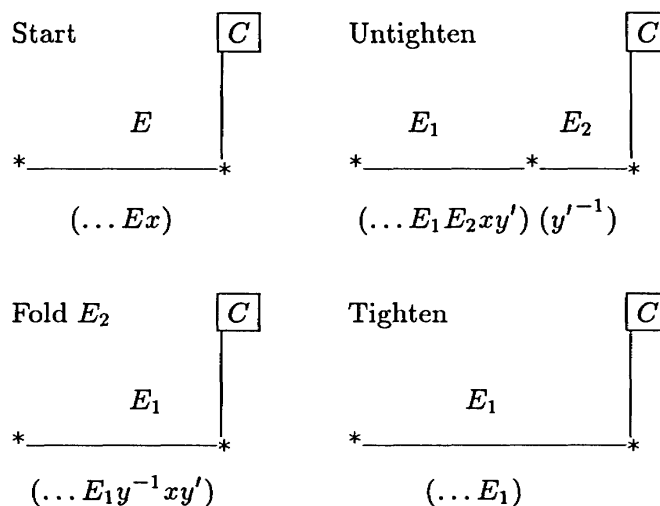 Start C Untighten C
E E₁ E₂
* * * * *
(... Ex) (... E₁E₂xy′) (y′⁻¹)
Fold E₂ C Tighten C
E₁ E₁
* * * *
(... E₁y⁻¹xy′) (... E₁)